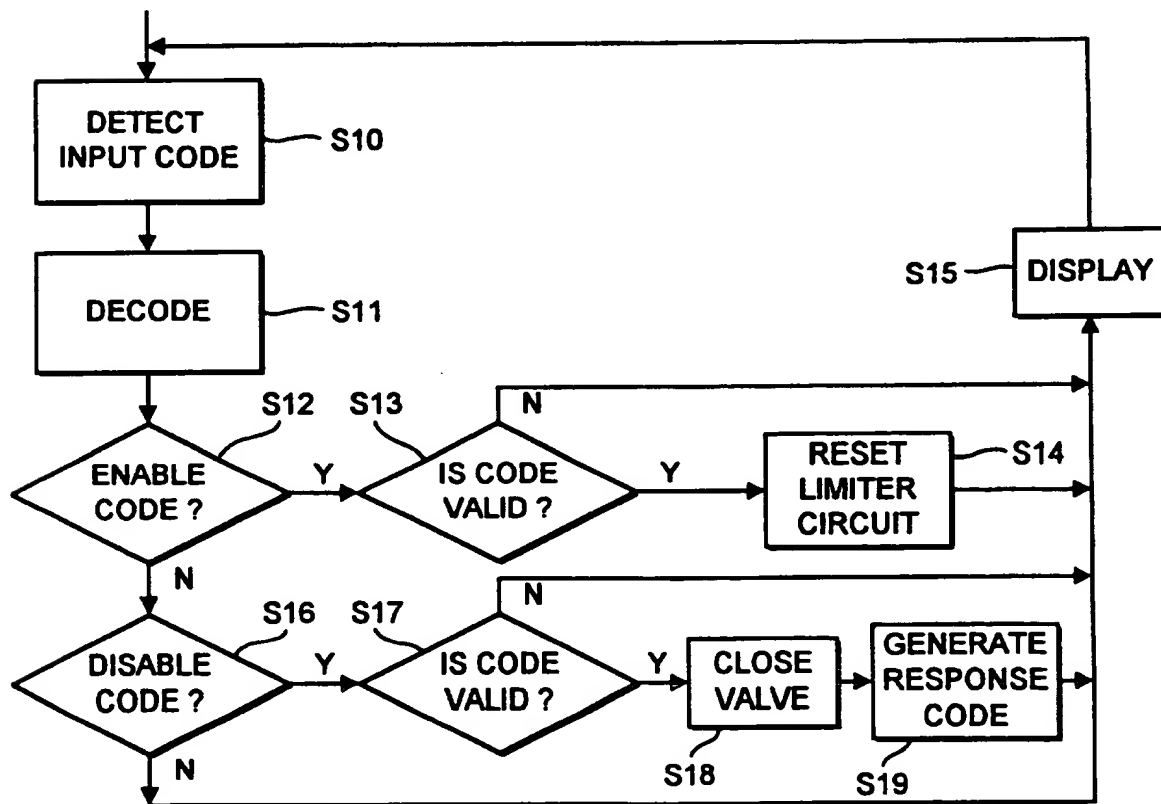 DETECT
INPUT CODE
S10
DECODE
S11
S15
DISPLAY
S12
S13
N
ENABLE
CODE ?
Y
IS CODE
VALID ?
Y
RESET
LIMITER
CIRCUIT
S14
N
S16
S17
N
DISABLE
CODE ?
Y
IS CODE
VALID ?
Y
CLOSE
VALVE
GENERATE
RESPONSE
CODE
S18
S19
N